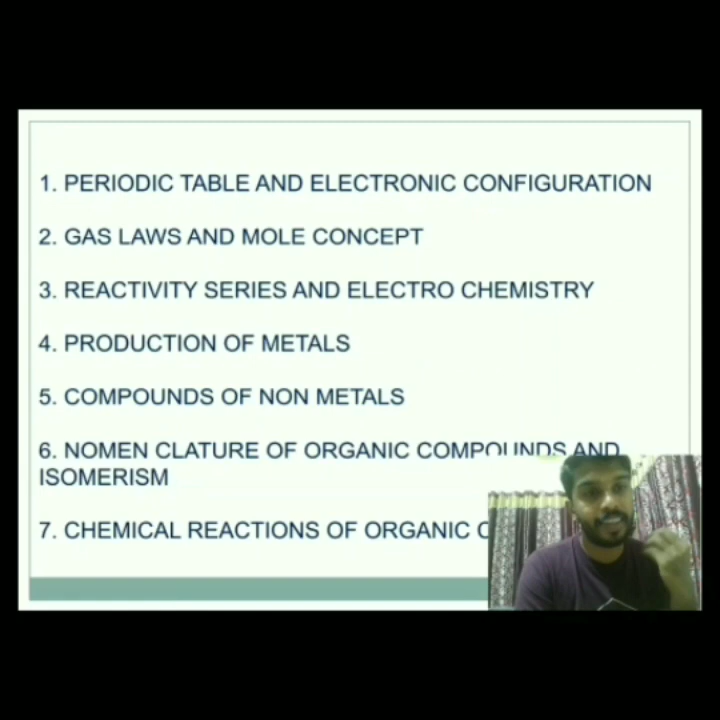 1. PERIODIC TABLE AND ELECTRONIC CONFIGURATION
2. GAS LAWS AND MOLE CONCEPT
3. REACTIVITY SERIES AND ELECTRO CHEMISTRY
4. PRODUCTION OF METALS
5. COMPOUNDS OF NON METALS
6. NOMEN CLATURE OF ORGANIC COMPOUNDS AND
ISOMERISM
7. CHEMICAL REACTIONS OF ORGANIC